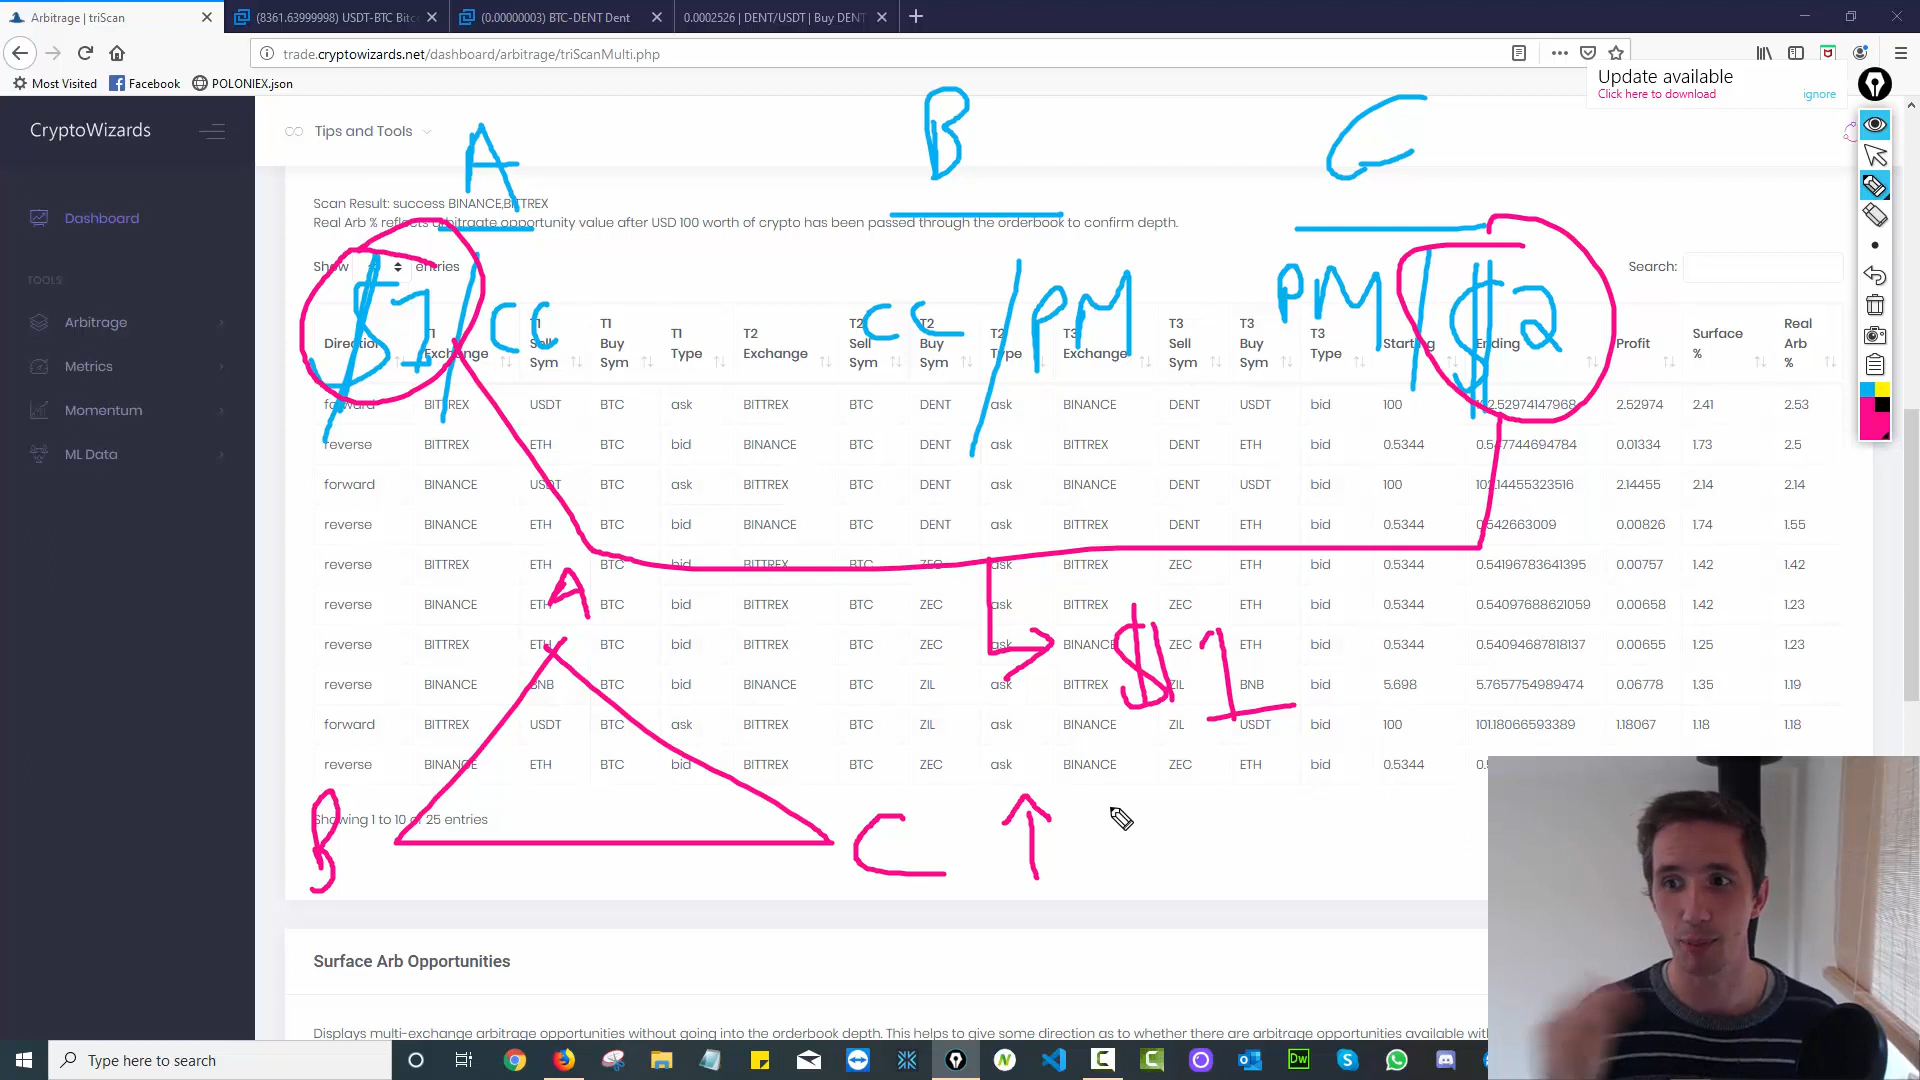 Arbitrage | triScan
(8361.63999998) USDT-BTC Bitc
(0.00000003) BTC-DENT Dent
0.0002526 | DENT/USDT | Buy DENT
trade.cryptowizards.net/dashboard/arbitrage/triScanMulti.php
Most Visited
Facebook
POLONIEX.json
Update available
Click here to download
ignore
CryptoWizards
Tips and Tools
A
B
C
Dashboard
TOOLS
Arbitrage
Metrics
Momentum
ML Data
Scan Result: success BINANCE,BITTREX
Real Arb % reflects arbitragte opportunity value after USD 100 worth of crypto has been passed through the orderbook to confirm depth.
Show entries
Search:
$1 / CC
CC / PM
PM / $2
Direction T1 Exchange T1 Sell Sym T1 Buy Sym T1 Type T2 Exchange T2 Sell Sym T2 Buy Sym T2 Type T3 Exchange T3 Sell Sym T3 Buy Sym T3 Type Starting Ending Profit Surface % Real Arb %
forward BITTREX USDT BTC ask BITTREX BTC DENT ask BINANCE DENT USDT bid 100 102.52974147968 2.52974 2.41 2.53
reverse BITTREX ETH BTC bid BINANCE BTC DENT ask BITTREX DENT ETH bid 0.5344 0.547744694784 0.01334 1.73 2.5
forward BINANCE USDT BTC ask BITTREX BTC DENT ask BINANCE DENT USDT bid 100 102.14455323516 2.14455 2.14 2.14
reverse BINANCE ETH BTC bid BINANCE BTC DENT ask BITTREX DENT ETH bid 0.5344 0.542663009 0.00826 1.74 1.55
reverse BITTREX ETH BTC bid BITTREX BTC ZEC ask BITTREX ZEC ETH bid 0.5344 0.54196783641395 0.00757 1.42 1.42
reverse BINANCE ETH BTC bid BITTREX BTC ZEC ask BITTREX ZEC ETH bid 0.5344 0.54097688621059 0.00658 1.42 1.23
reverse BITTREX ETH BTC bid BITTREX BTC ZEC ask BINANCE ZEC ETH bid 0.5344 0.54094687818137 0.00655 1.25 1.23
reverse BINANCE BNB BTC bid BINANCE BTC ZIL ask BITTREX ZIL BNB bid 5.698 5.7657754989474 0.06778 1.35 1.19
forward BITTREX USDT BTC ask BITTREX BTC ZIL ask BINANCE ZIL USDT bid 100 101.18066593389 1.18067 1.18 1.18
reverse BINANCE ETH BTC bid BITTREX BTC ZEC ask BINANCE ZEC ETH bid 0.5344
A
$1
B
C
Showing 1 to 10 of 25 entries
Surface Arb Opportunities
Displays multi-exchange arbitrage opportunities without going into the orderbook depth. This helps to give some direction as to whether there are arbitrage opportunities available with
Type here to search